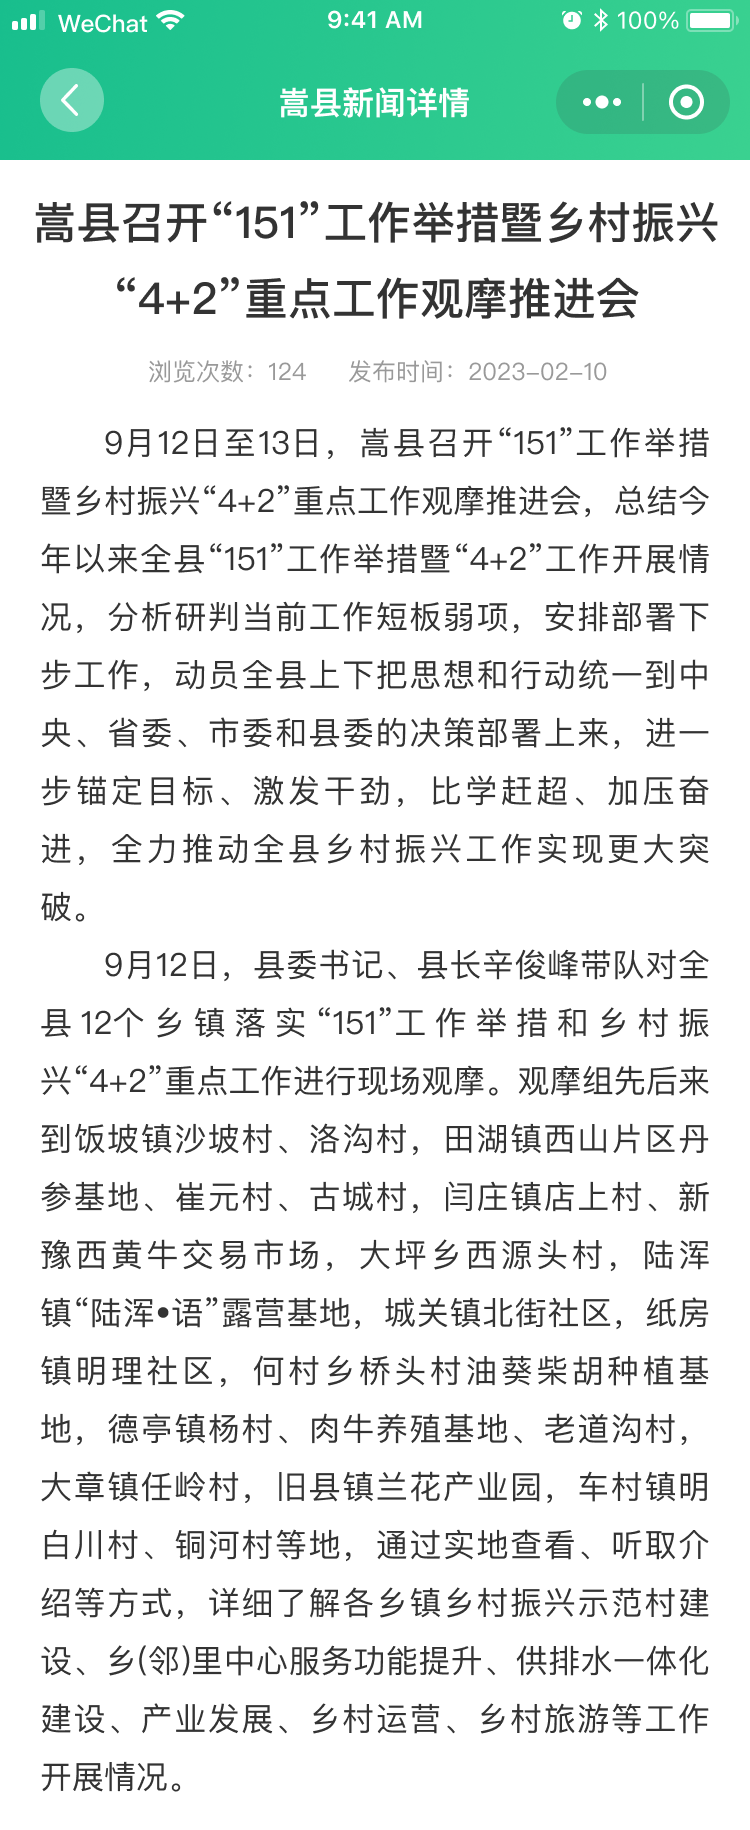 WeChat 9:41 AM 100%
嵩县新闻详情
嵩县召开“151”工作举措暨乡村振兴
“4+2”重点工作观摩推进会
浏览次数：124 发布时间：2023-02-10
9月12日至13日，嵩县召开“151”工作举措
暨乡村振兴“4+2”重点工作观摩推进会，总结今
年以来全县“151”工作举措暨“4+2”工作开展情
况，分析研判当前工作短板弱项，安排部署下
步工作，动员全县上下把思想和行动统一到中
央、省委、市委和县委的决策部署上来，进一
步锚定目标、激发干劲，比学赶超、加压奋
进，全力推动全县乡村振兴工作实现更大突
破。
9月12日，县委书记、县长辛俊峰带队对全
县12个乡镇落实“151”工作举措和乡村振
兴“4+2”重点工作进行现场观摩。观摩组先后来
到饭坡镇沙坡村、洛沟村，田湖镇西山片区丹
参基地、崔元村、古城村，闫庄镇店上村、新
豫西黄牛交易市场，大坪乡西源头村，陆浑
镇“陆浑•语”露营基地，城关镇北街社区，纸房
镇明理社区，何村乡桥头村油葵柴胡种植基
地，德亭镇杨村、肉牛养殖基地、老道沟村，
大章镇任岭村，旧县镇兰花产业园，车村镇明
白川村、铜河村等地，通过实地查看、听取介
绍等方式，详细了解各乡镇乡村振兴示范村建
设、乡(邻)里中心服务功能提升、供排水一体化
建设、产业发展、乡村运营、乡村旅游等工作
开展情况。